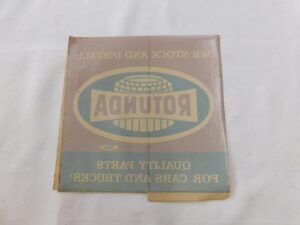 WE STOCK AND INSTALL
ROTUNDA
QUALITY PARTS
FOR CARS AND TRUCKS!